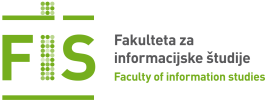 FIS
Fakulteta za
informacijske študije
Faculty of information studies